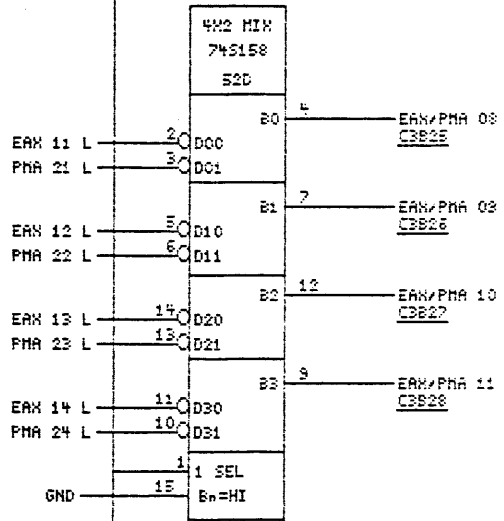 4X2 MIX
74S158
52D
B0 4 EAX/PMA 08
C3B25
EAX 11 L 2 D00
PMA 21 L 3 D01
B1 7 EAX/PMA 09
C3B26
EAX 12 L 5 D10
PMA 22 L 6 D11
B2 12 EAX/PMA 10
C3B27
EAX 13 L 14 D20
PMA 23 L 13 D21
B3 9 EAX/PMA 11
C3B28
EAX 14 L 11 D30
PMA 24 L 10 D31
1 1 SEL
GND 15 Bn=HI